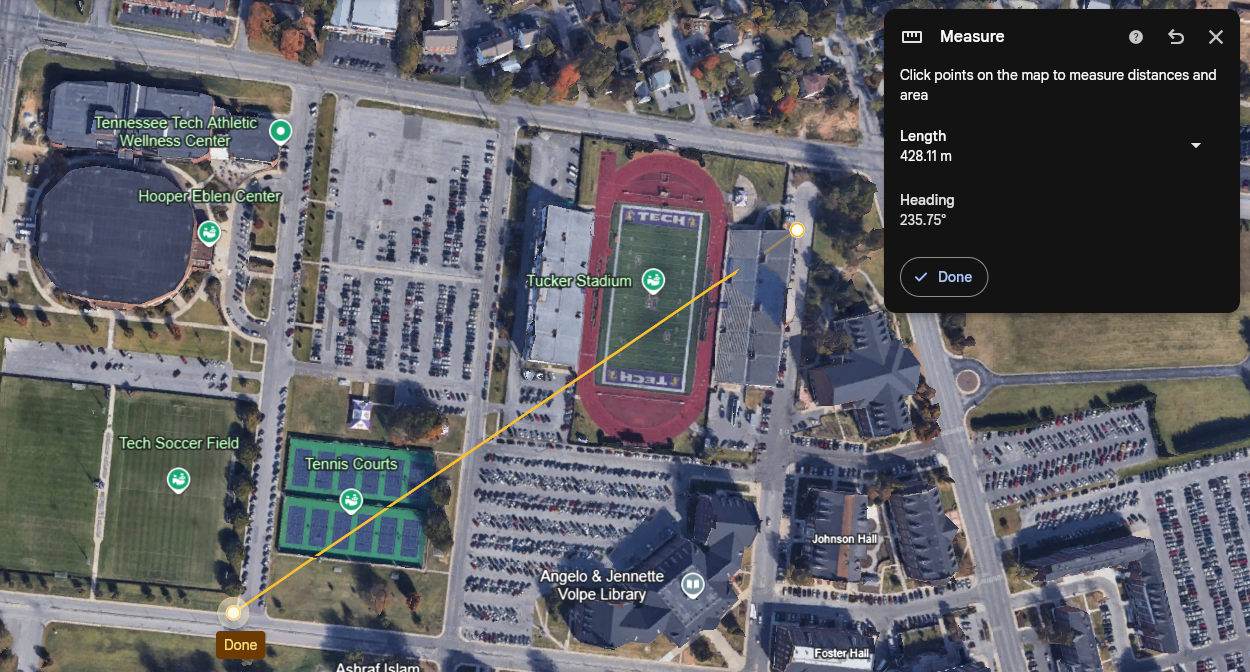 Measure
Click points on the map to measure distances and
area
Length
428.11 m
Heading
235.75°
Done
Tennessee Tech Athletic
Wellness Center
Hooper Eblen Center
TECH
Tucker Stadium
TECH
Tech Soccer Field
Tennis Courts
Johnson Hall
Angelo & Jennette
Volpe Library
Done
Foster Hall
Ashraf Islam